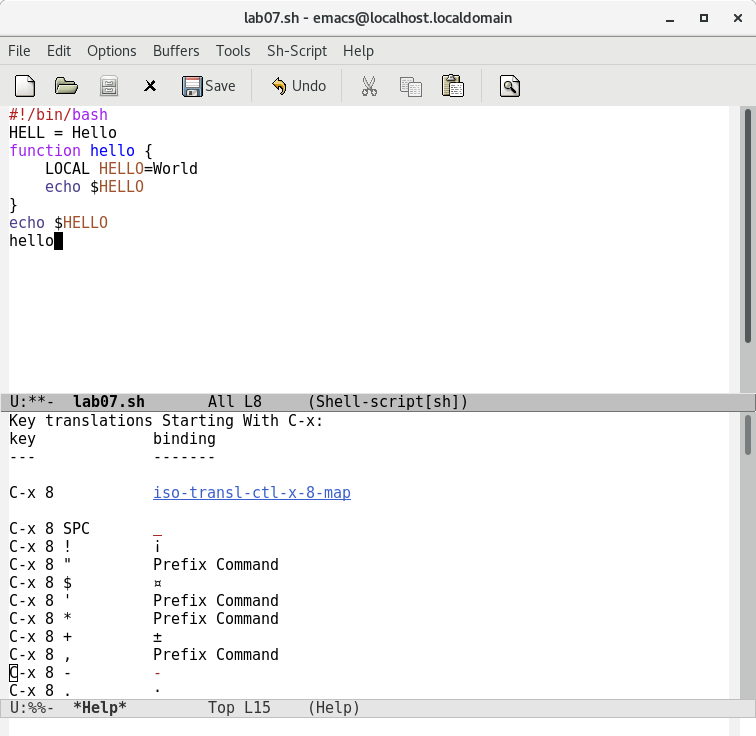 lab07.sh - emacs@localhost.localdomain
File Edit Options Buffers Tools Sh-Script Help
Save Undo
#!/bin/bash
HELL = Hello
function hello {
    LOCAL HELLO=World
    echo $HELLO
}
echo $HELLO
hello
U:**-  lab07.sh       All L8     (Shell-script[sh])
Key translations Starting With C-x:
key             binding
---             -------
C-x 8           iso-transl-ctl-x-8-map
C-x 8 SPC       _
C-x 8 !         ¡
C-x 8 "         Prefix Command
C-x 8 $         ¤
C-x 8 '         Prefix Command
C-x 8 *         Prefix Command
C-x 8 +         ±
C-x 8 ,         Prefix Command
C-x 8 -         -
C-x 8 .         ·
U:%%-  *Help*         Top L15    (Help)